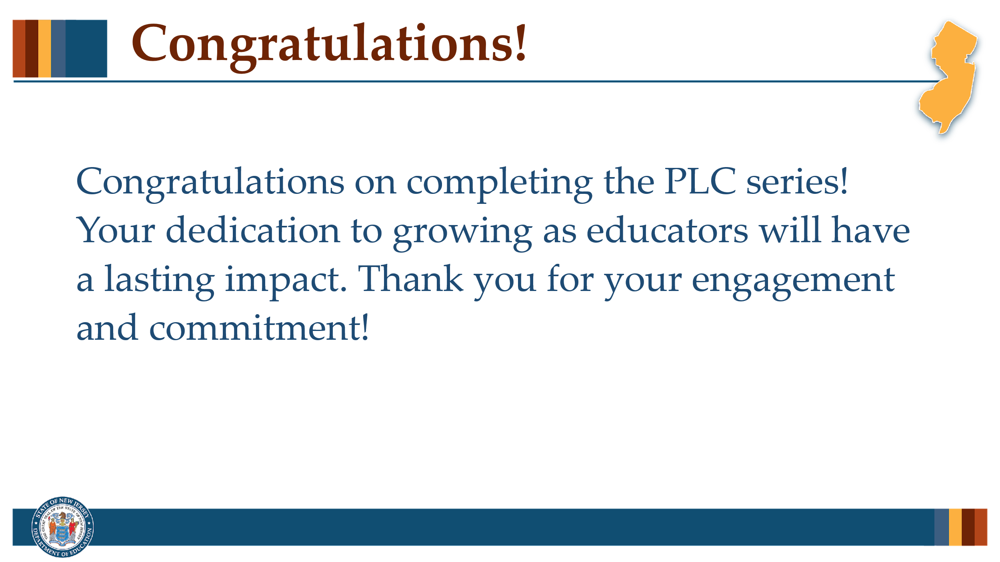 Congratulations!
Congratulations on completing the PLC series!
Your dedication to growing as educators will have
a lasting impact. Thank you for your engagement
and commitment!
STATE OF NEW JERSEY
THE GREAT SEAL OF THE STATE OF NEW JERSEY
DEPARTMENT OF EDUCATION